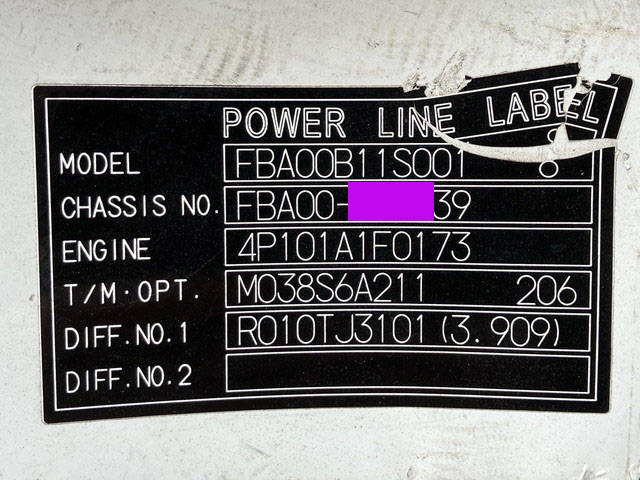 POWER LINE LABEL
MODEL FBA00B11S001 6
CHASSIS NO. FBA00- 39
ENGINE 4P101A1F0173
T/M·OPT. M038S6A211 206
DIFF.NO.1 R010TJ3101 (3.909)
DIFF.NO.2